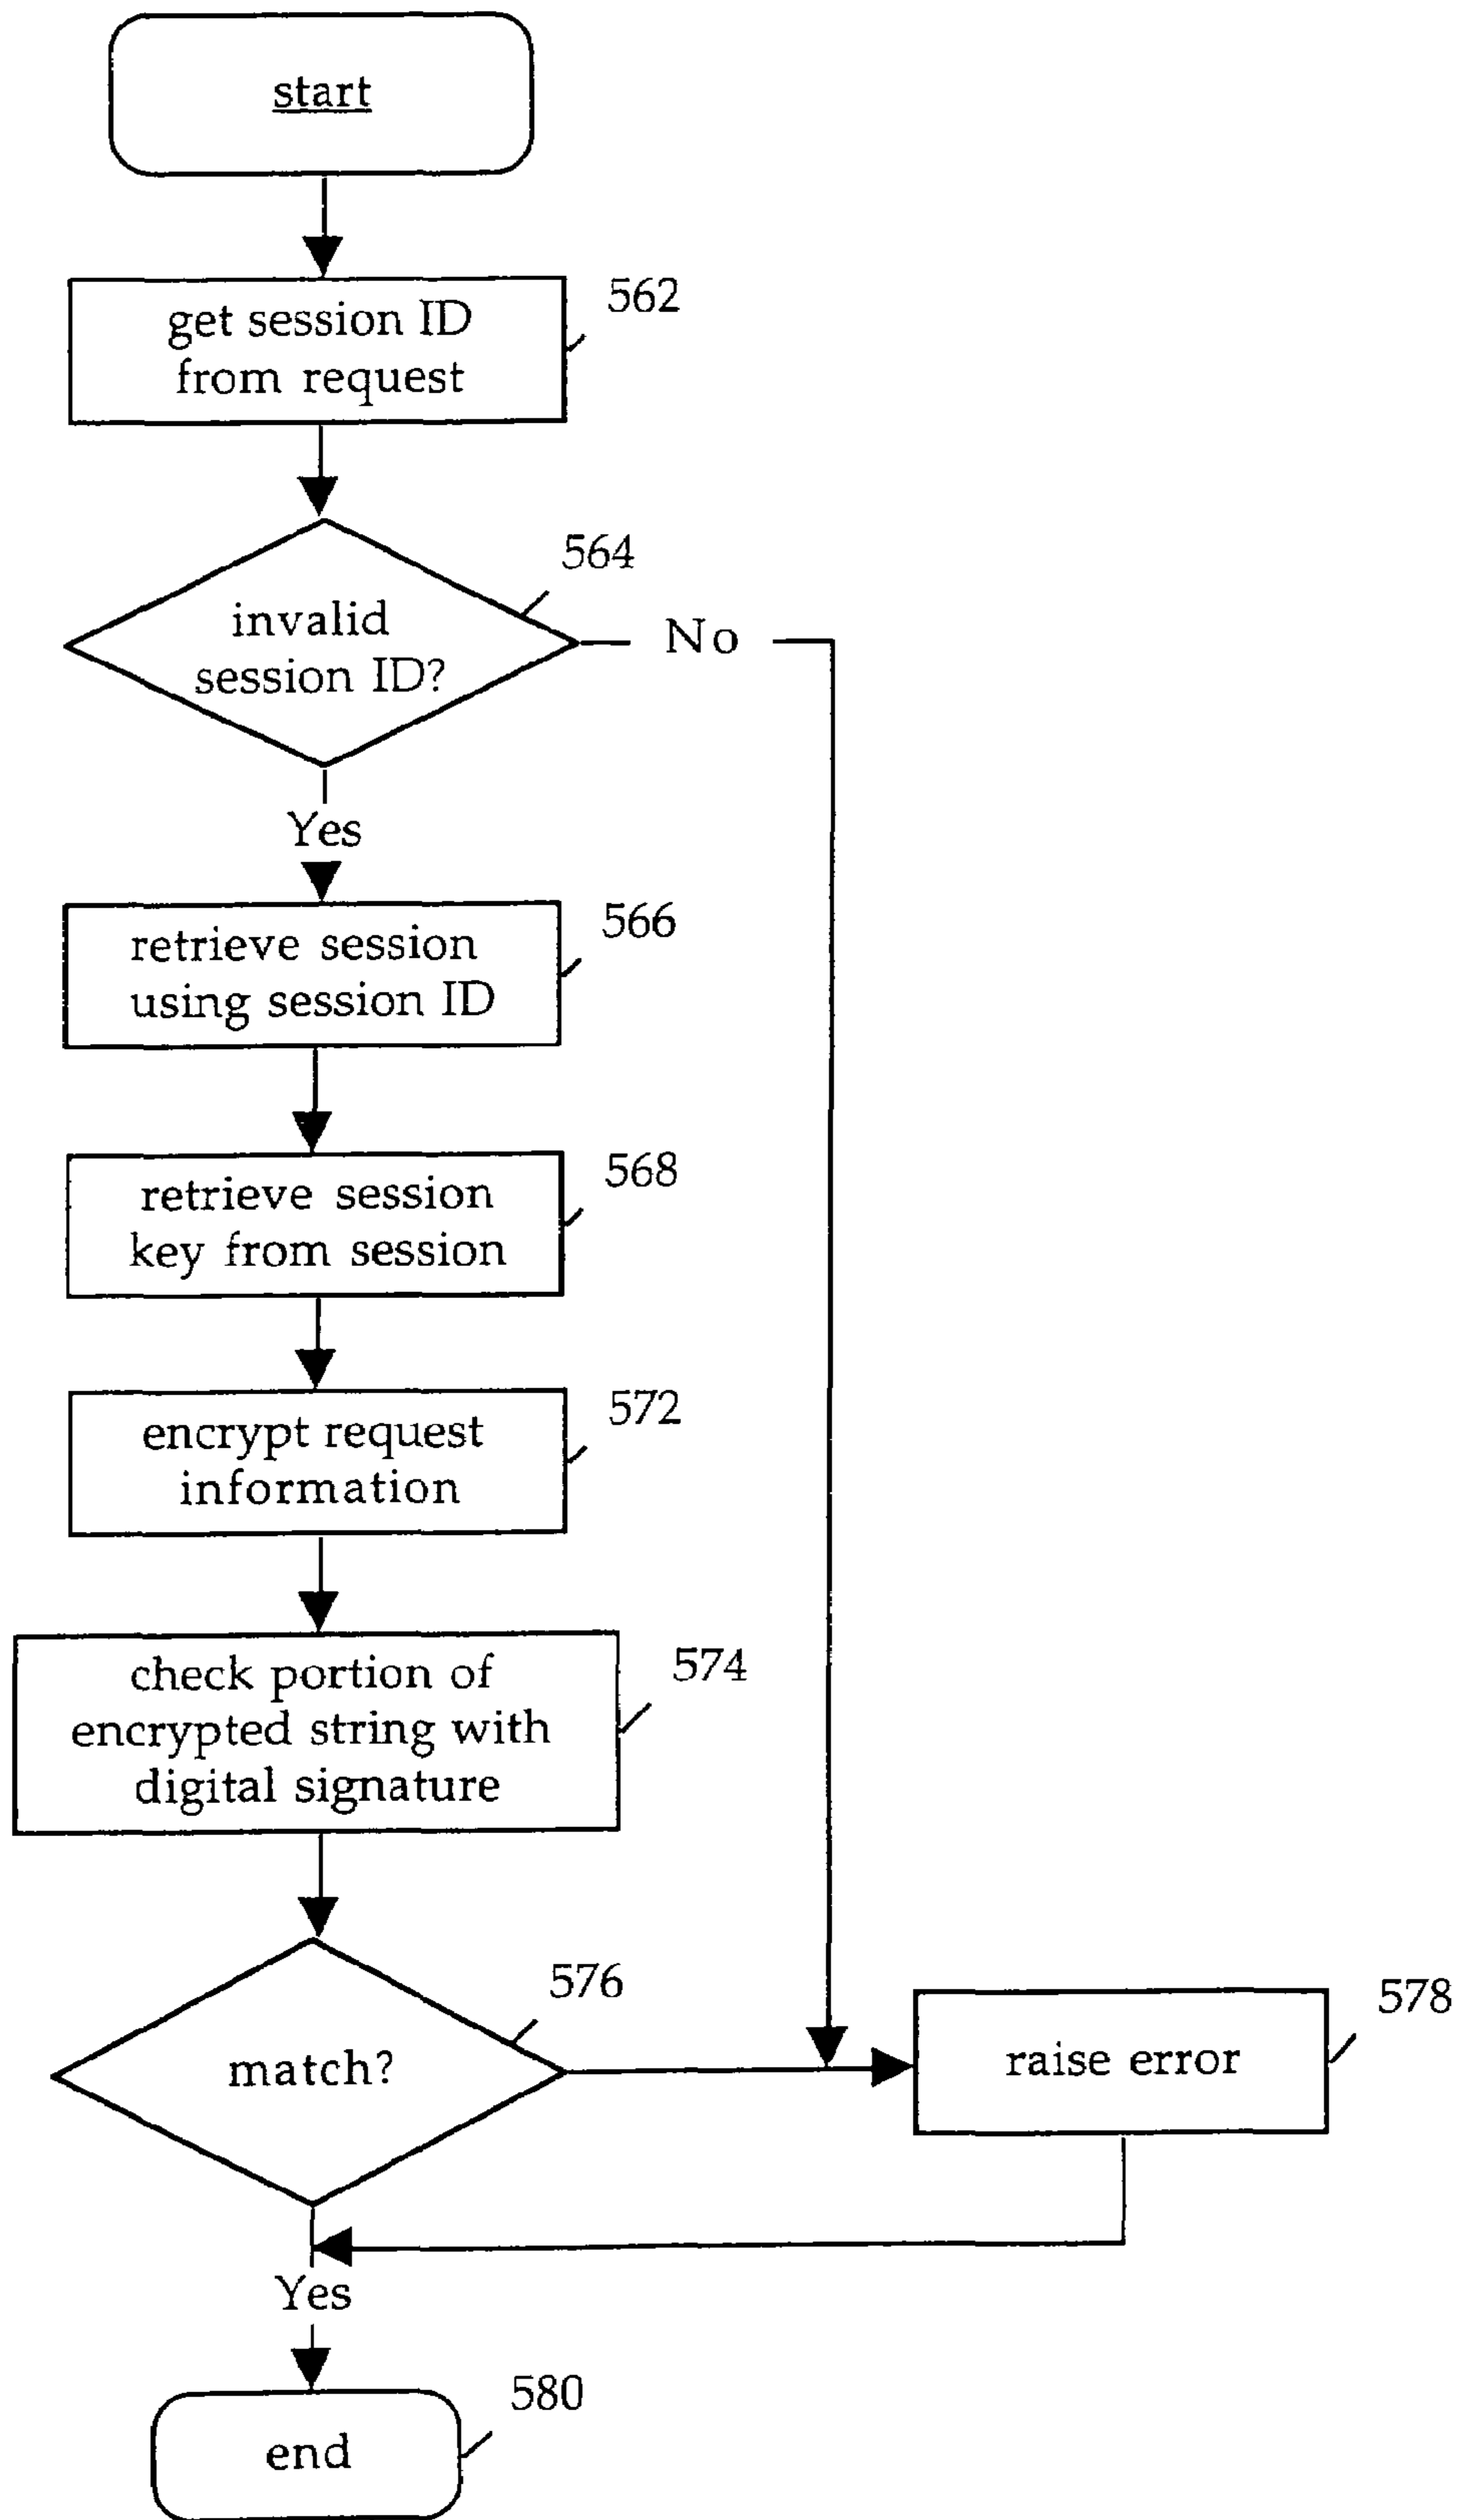 start
562
get session ID
from request
564
invalid
session ID?
No
Yes
566
retrieve session
using session ID
568
retrieve session
key from session
572
encrypt request
information
574
check portion of
encrypted string with
digital signature
576
match?
578
raise error
Yes
580
end